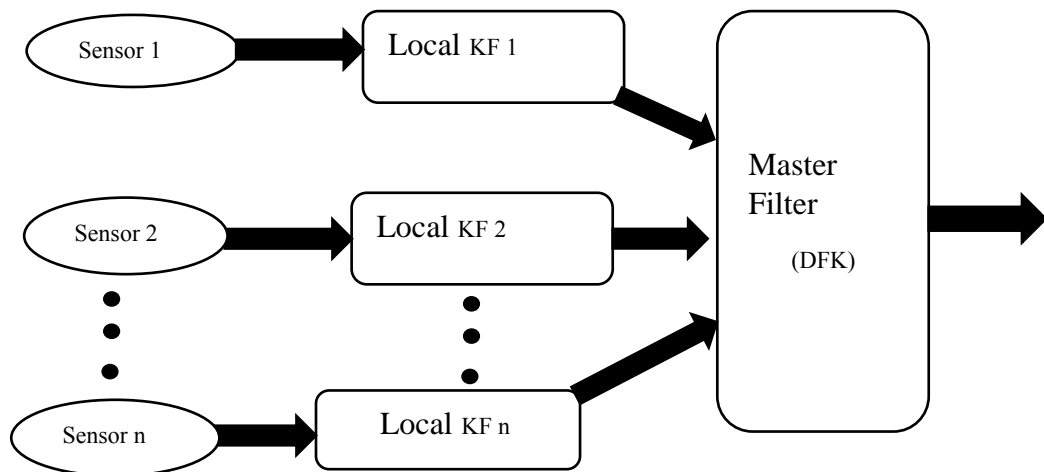 Sensor 1
Local KF 1
Master
Filter
(DFK)
Sensor 2
Local KF 2
Sensor n
Local KF n